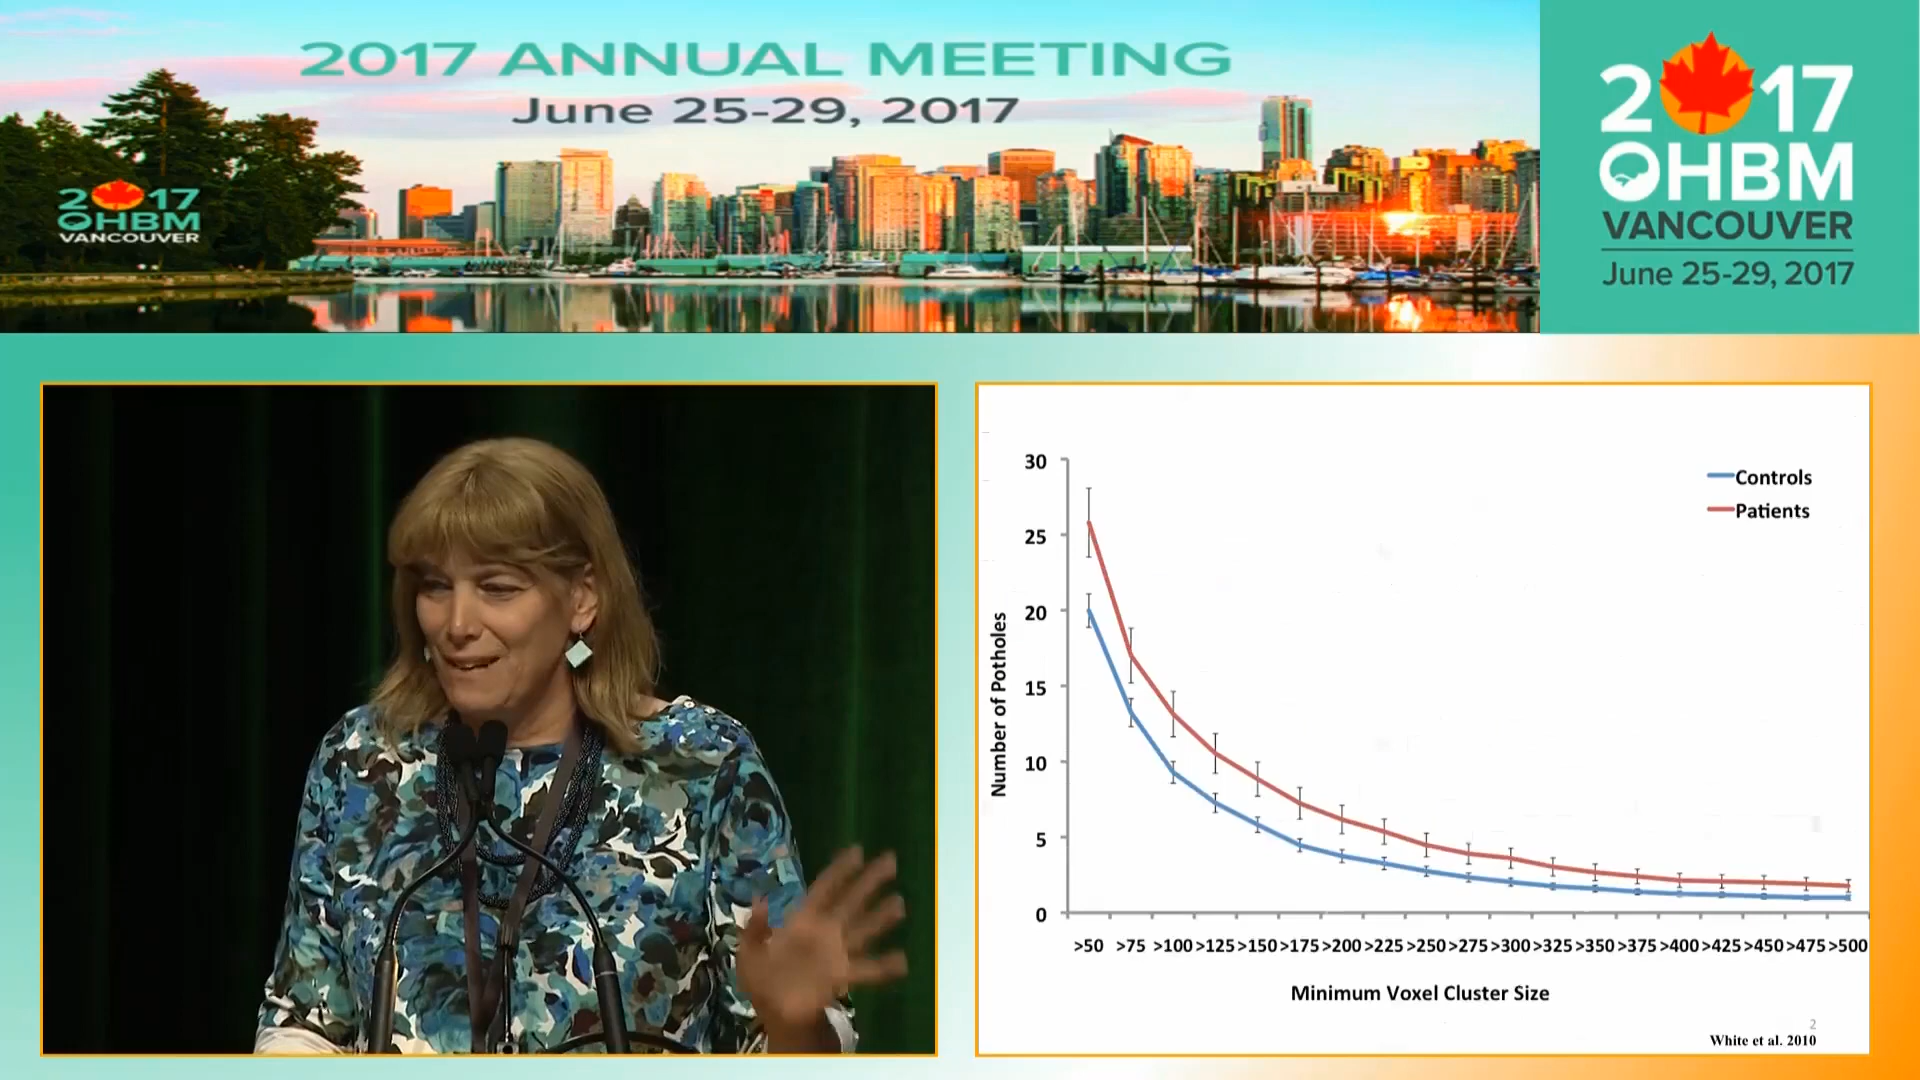 2017 ANNUAL MEETING
June 25-29, 2017
2017
OHBM
VANCOUVER
2017
OHBM
VANCOUVER
June 25-29, 2017
30
25
20
15
10
5
0
Number of Potholes
Controls
Patients
>50 >75 >100 >125 >150 >175 >200 >225 >250 >275 >300 >325 >350 >375 >400 >425 >450 >475 >500
Minimum Voxel Cluster Size
2
White et al. 2010